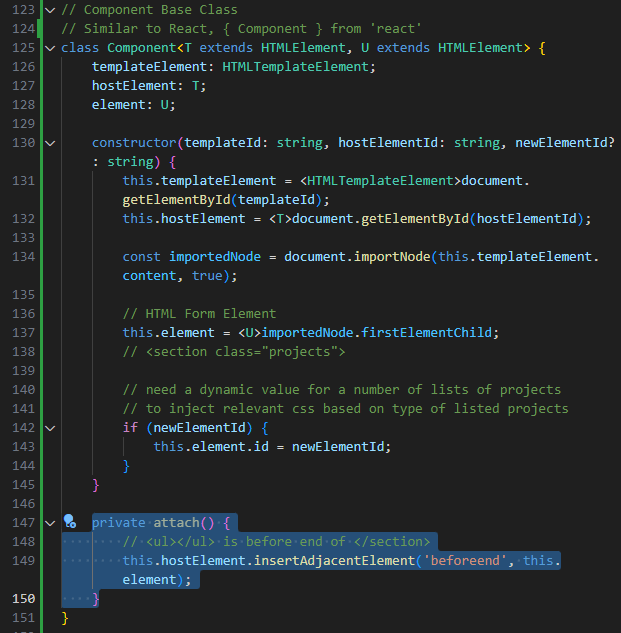 123 // Component Base Class
124 // Similar to React, { Component } from 'react'
125 class Component<T extends HTMLElement, U extends HTMLElement> {
126 templateElement: HTMLTemplateElement;
127 hostElement: T;
128 element: U;
129
130 constructor(templateId: string, hostElementId: string, newElementId?
: string) {
131 this.templateElement = <HTMLTemplateElement>document.
getElementById(templateId);
132 this.hostElement = <T>document.getElementById(hostElementId);
133
134 const importedNode = document.importNode(this.templateElement.
content, true);
135
136 // HTML Form Element
137 this.element = <U>importedNode.firstElementChild;
138 // <section class="projects">
139
140 // need a dynamic value for a number of lists of projects
141 // to inject relevant css based on type of listed projects
142 if (newElementId) {
143 this.element.id = newElementId;
144 }
145 }
146
147 private attach() {
148 // <ul></ul> is before end of </section>
149 this.hostElement.insertAdjacentElement('beforeend', this.
element);
150 }
151 }